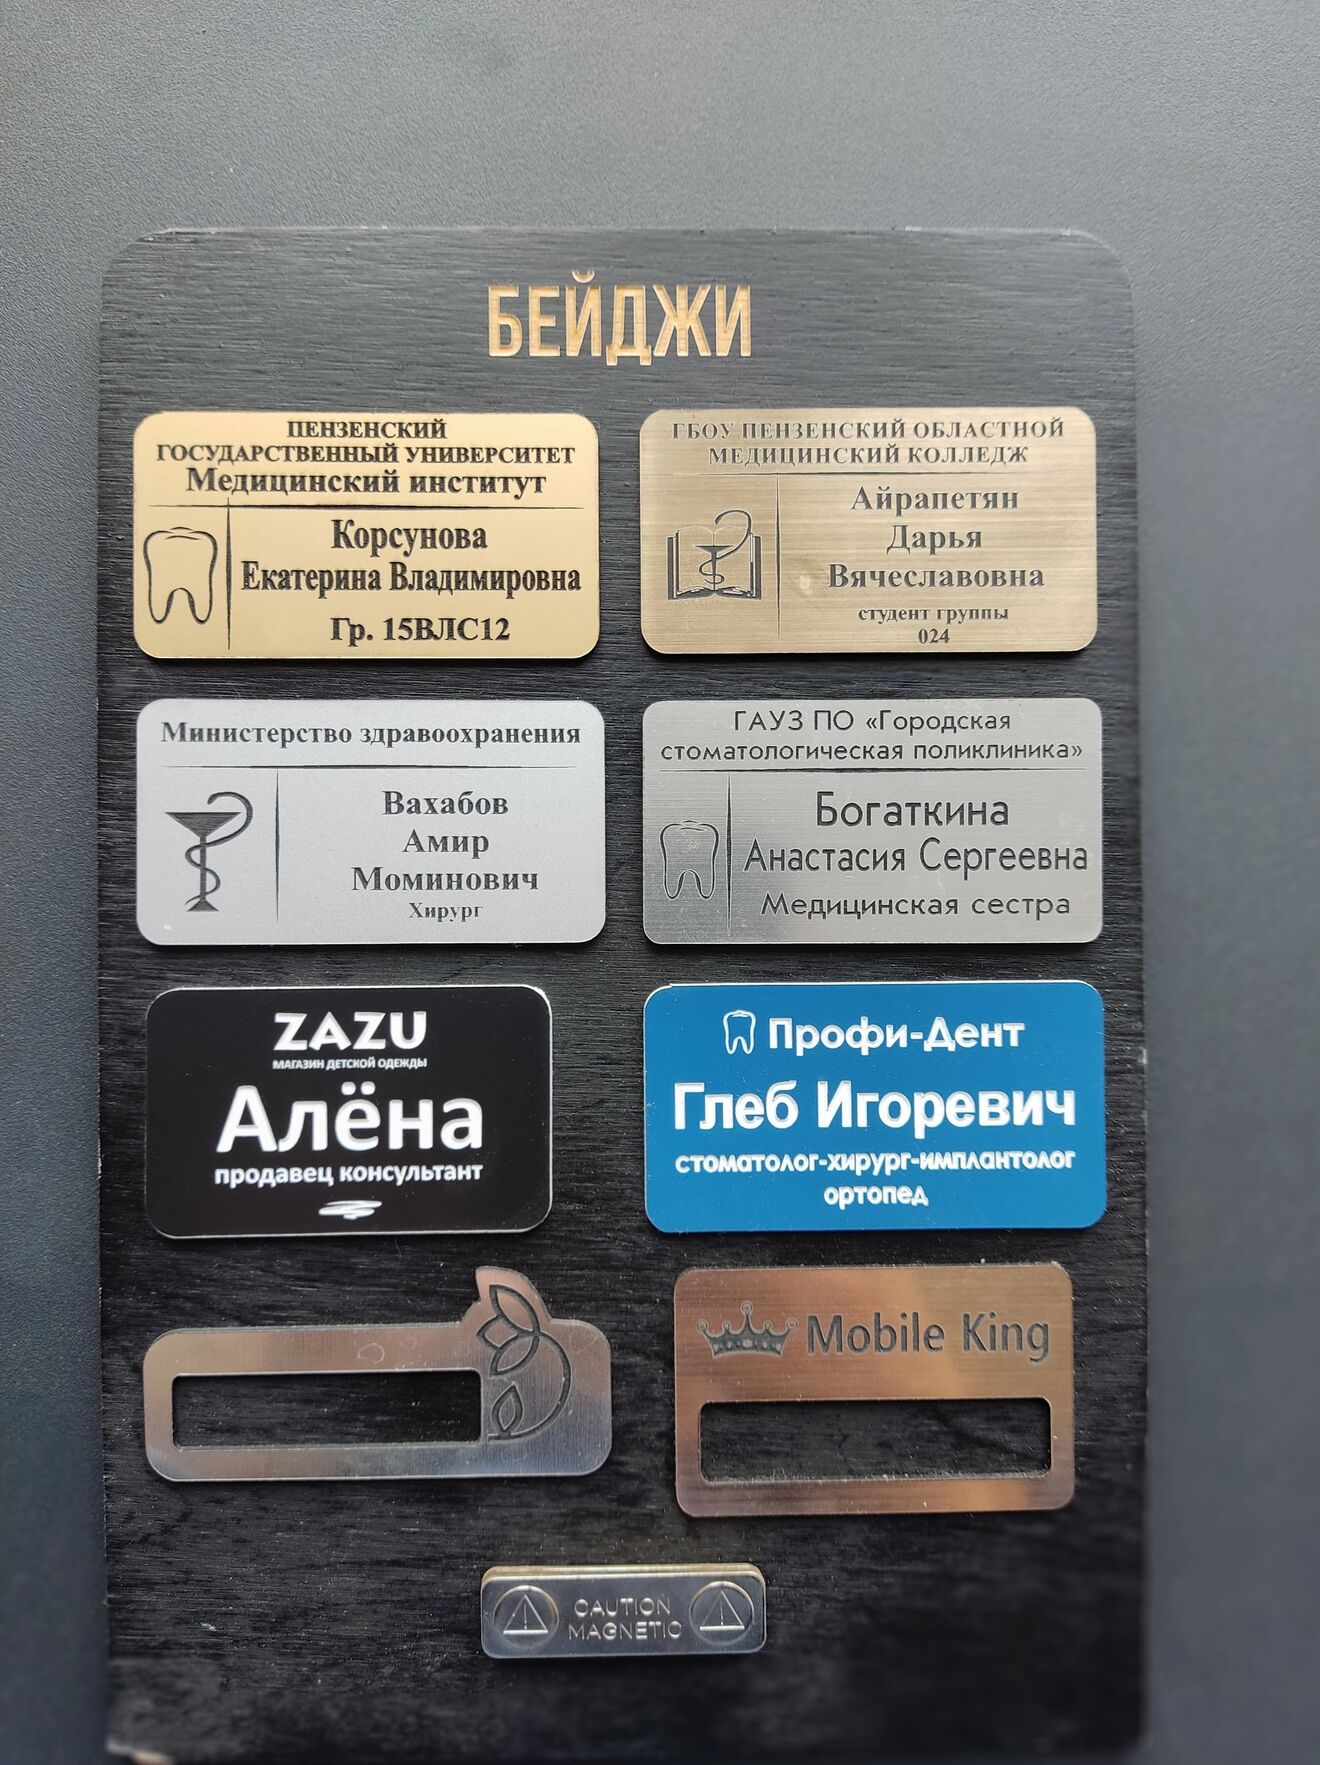 БЕЙДЖИ
ПЕНЗЕНСКИЙ
ГОСУДАРСТВЕННЫЙ УНИВЕРСИТЕТ
Медицинский институт
Корсунова
Екатерина Владимировна
Гр. 15ВЛС12
ГБОУ ПЕНЗЕНСКИЙ ОБЛАСТНОЙ
МЕДИЦИНСКИЙ КОЛЛЕДЖ
Айрапетян
Дарья
Вячеславовна
студент группы
024
Министерство здравоохранения
Вахабов
Амир
Моминович
Хирург
ГАУЗ ПО «Городская
стоматологическая поликлиника»
Богаткина
Анастасия Сергеевна
Медицинская сестра
ZAZU
МАГАЗИН ДЕТСКОЙ ОДЕЖДЫ
Алёна
продавец консультант
Профи-Дент
Глеб Игоревич
стоматолог-хирург-имплантолог
ортопед
Mobile King
CAUTION
MAGNETIC